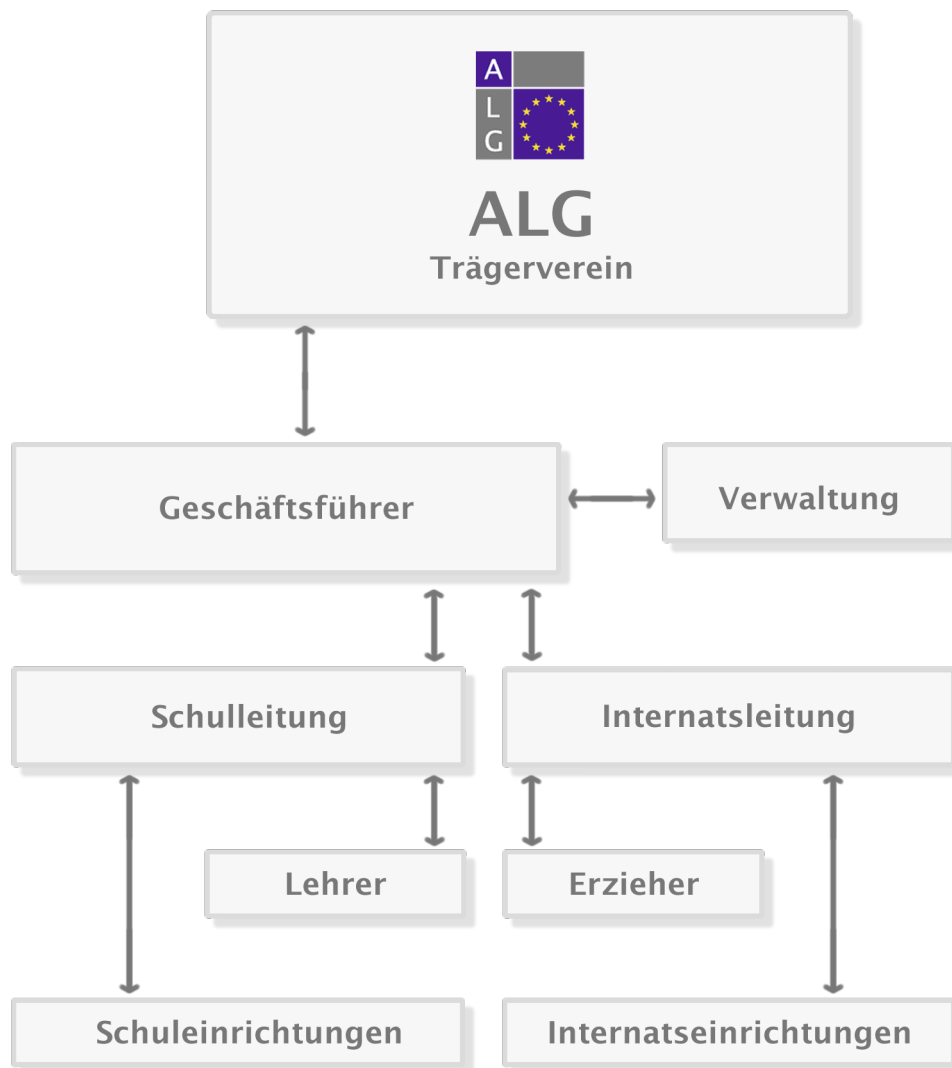 A
L
G
ALG
Trägerverein
Geschäftsführer
Verwaltung
Schulleitung
Internatsleitung
Lehrer
Erzieher
Schuleinrichtungen
Internatseinrichtungen